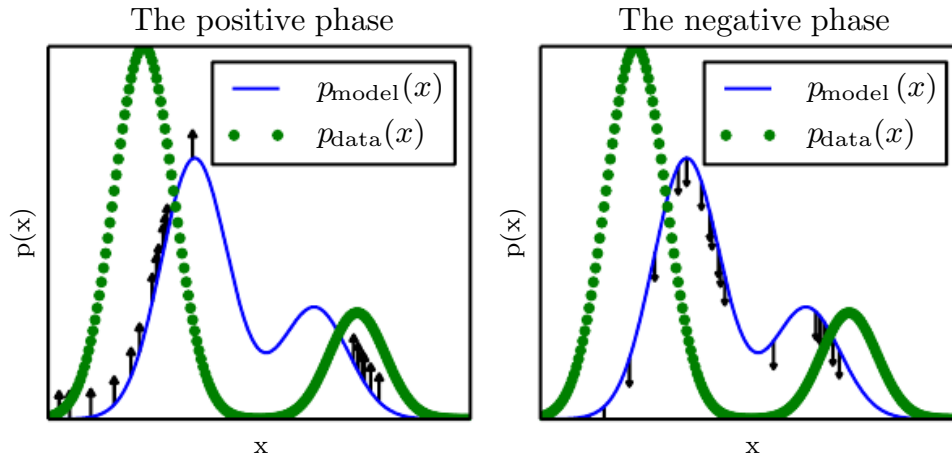 The positive phase
p_model(x)
p_data(x)
p(x)
x
The negative phase
p_model(x)
p_data(x)
p(x)
x